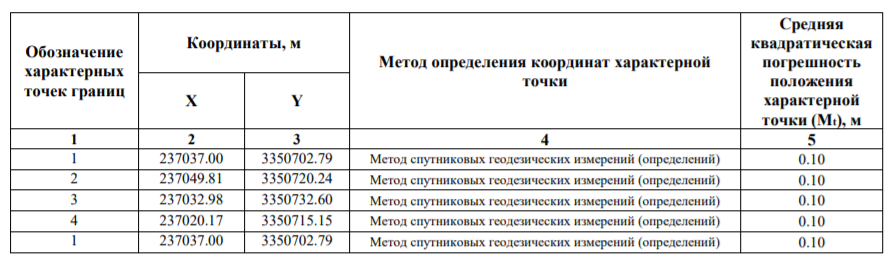 Обозначение характерных точек границ
Координаты, м
Метод определения координат характерной точки
Средняя квадратическая погрешность положения характерной точки (Mt), м
X Y
1 2 3 4 5
1 237037.00 3350702.79 Метод спутниковых геодезических измерений (определений) 0.10
2 237049.81 3350720.24 Метод спутниковых геодезических измерений (определений) 0.10
3 237032.98 3350732.60 Метод спутниковых геодезических измерений (определений) 0.10
4 237020.17 3350715.15 Метод спутниковых геодезических измерений (определений) 0.10
1 237037.00 3350702.79 Метод спутниковых геодезических измерений (определений) 0.10